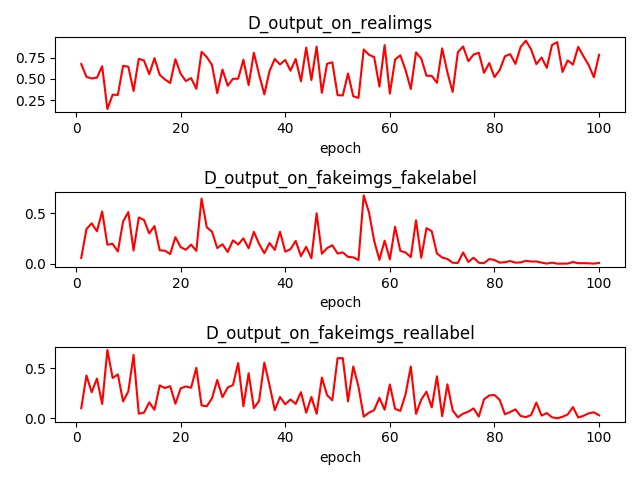 D_output_on_realimgs
0.75
0.50
0.25
0 20 40 60 80 100
epoch
D_output_on_fakeimgs_fakelabel
0.5
0.0
0 20 40 60 80 100
epoch
D_output_on_fakeimgs_reallabel
0.5
0.0
0 20 40 60 80 100
epoch